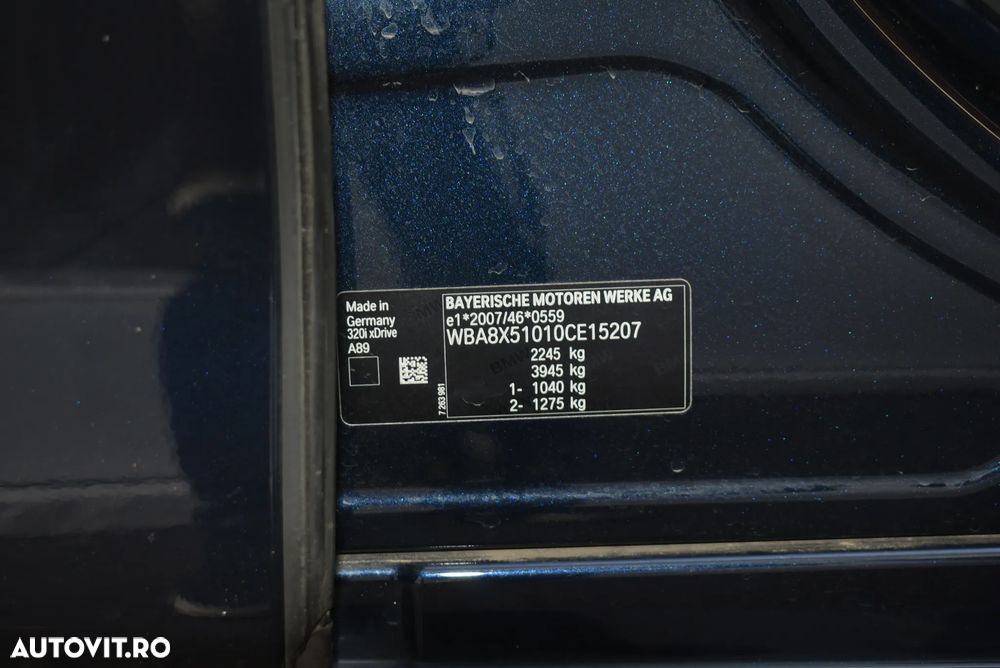 Made in
Germany
320i xDrive
A89
7 263 981
BAYERISCHE MOTOREN WERKE AG
e1*2007/46*0559
WBA8X51010CE15207
2245 kg
3945 kg
1- 1040 kg
2- 1275 kg
AUTOVIT.RO